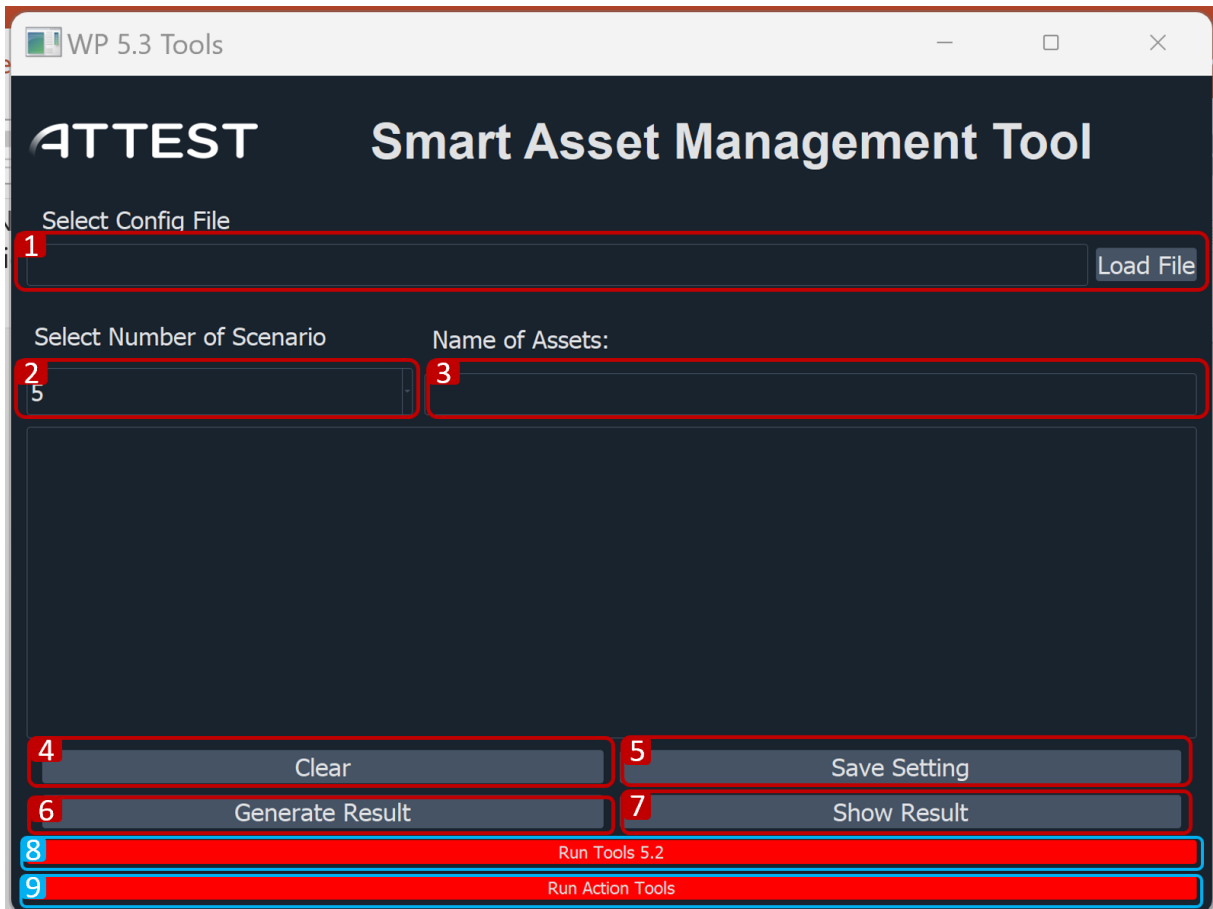 WP 5.3 Tools
ATTEST
Smart Asset Management Tool
Select Config File
1
Load File
Select Number of Scenario
Name of Assets:
2
5
3
4
Clear
5
Save Setting
6
Generate Result
7
Show Result
8
Run Tools 5.2
9
Run Action Tools